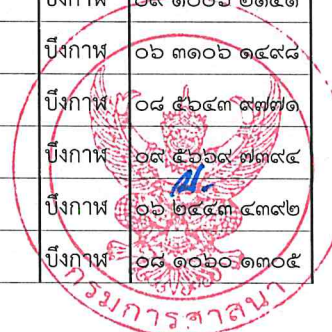 บึงกาฬ ๐๖ ๓๑๐๖ ๑๔๙๘
บึงกาฬ ๐๘ ๕๖๔๓ ๙๗๗๑
บึงกาฬ ๐๙ ๕๖๖๙ ๗๓๙๔
บึงกาฬ ๐๖ ๒๔๔๓ ๔๓๙๒
บึงกาฬ ๐๘ ๑๐๖๐ ๑๓๐๕
กรมการศาสนา